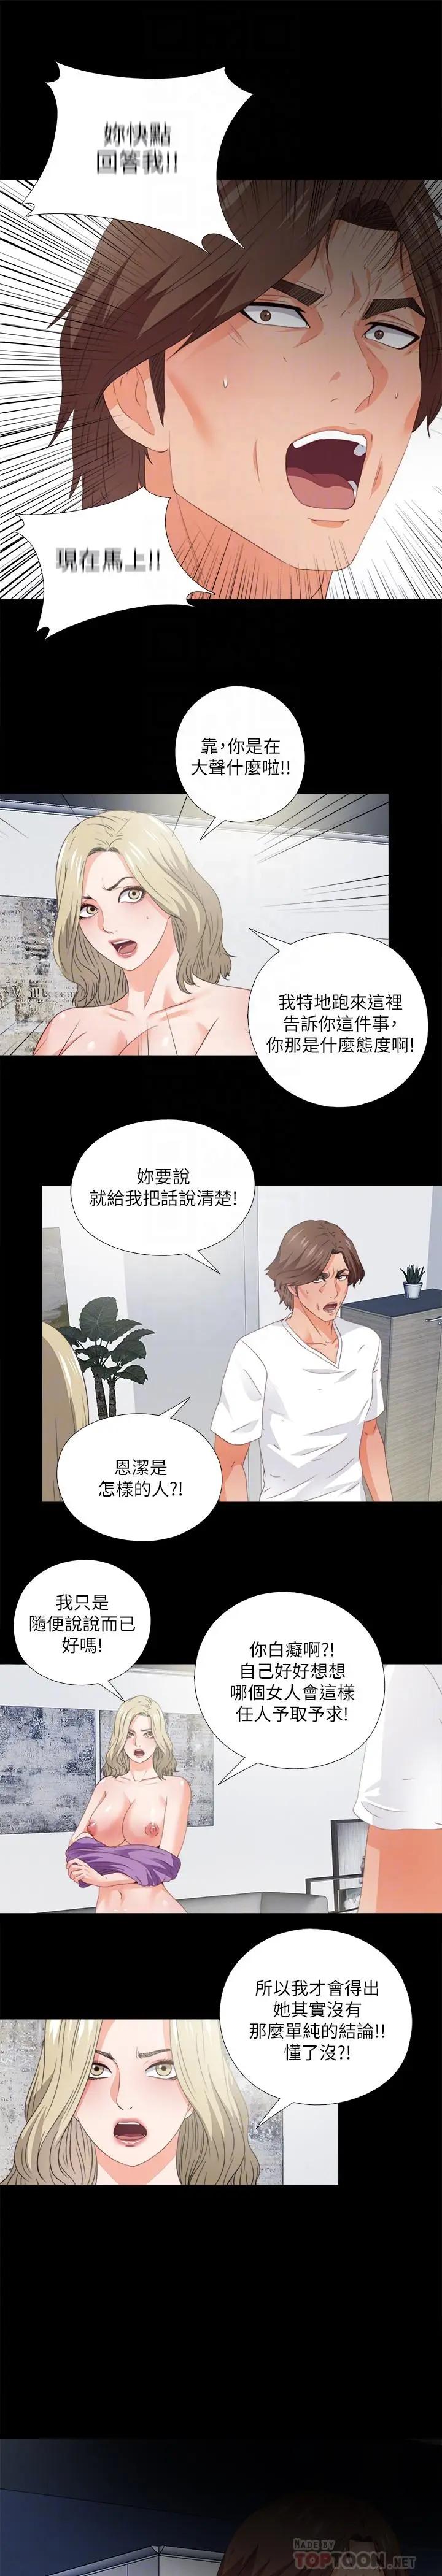 妳快點
回答我!!
現在馬上!!
靠,你是在
大聲什麼啦!!
我特地跑來這裡
告訴你這件事,
你那是什麼態度啊!
妳要說
就給我把話說清楚!
恩潔是
怎樣的人?!
我只是
隨便說說而已
好嗎!
你白癡啊?!
自己好好想想
哪個女人會這樣
任人予取予求!
所以我才會得出
她其實沒有
那麼單純的結論!!
懂了沒?!
MADE BY
TOPTOON.NET